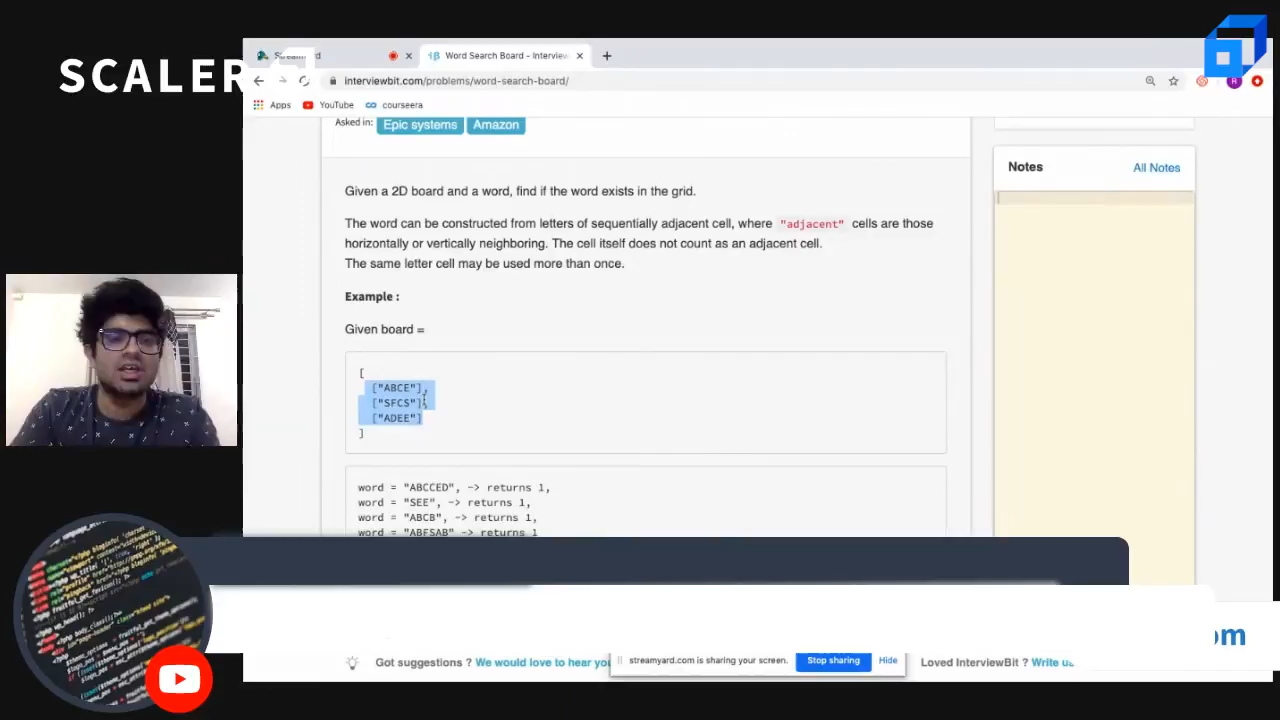 SCALER
Word Search Board – Interview
interviewbit.com/problems/word-search-board/
Apps YouTube courseera
Asked in: Epic systems Amazon
Given a 2D board and a word, find if the word exists in the grid.
The word can be constructed from letters of sequentially adjacent cell, where "adjacent" cells are those
horizontally or vertically neighboring. The cell itself does not count as an adjacent cell.
The same letter cell may be used more than once.
Example :
Given board =
[
["ABCE"],
["SFCS"],
["ADEE"]
]
word = "ABCCED", -> returns 1,
word = "SEE", -> returns 1,
word = "ABCB", -> returns 1,
word = "ABFSAB" -> returns 1
Notes All Notes
om
Got suggestions ? We would love to hear you
streamyard.com is sharing your screen. Stop sharing Hide
Loved InterviewBit ? Write us